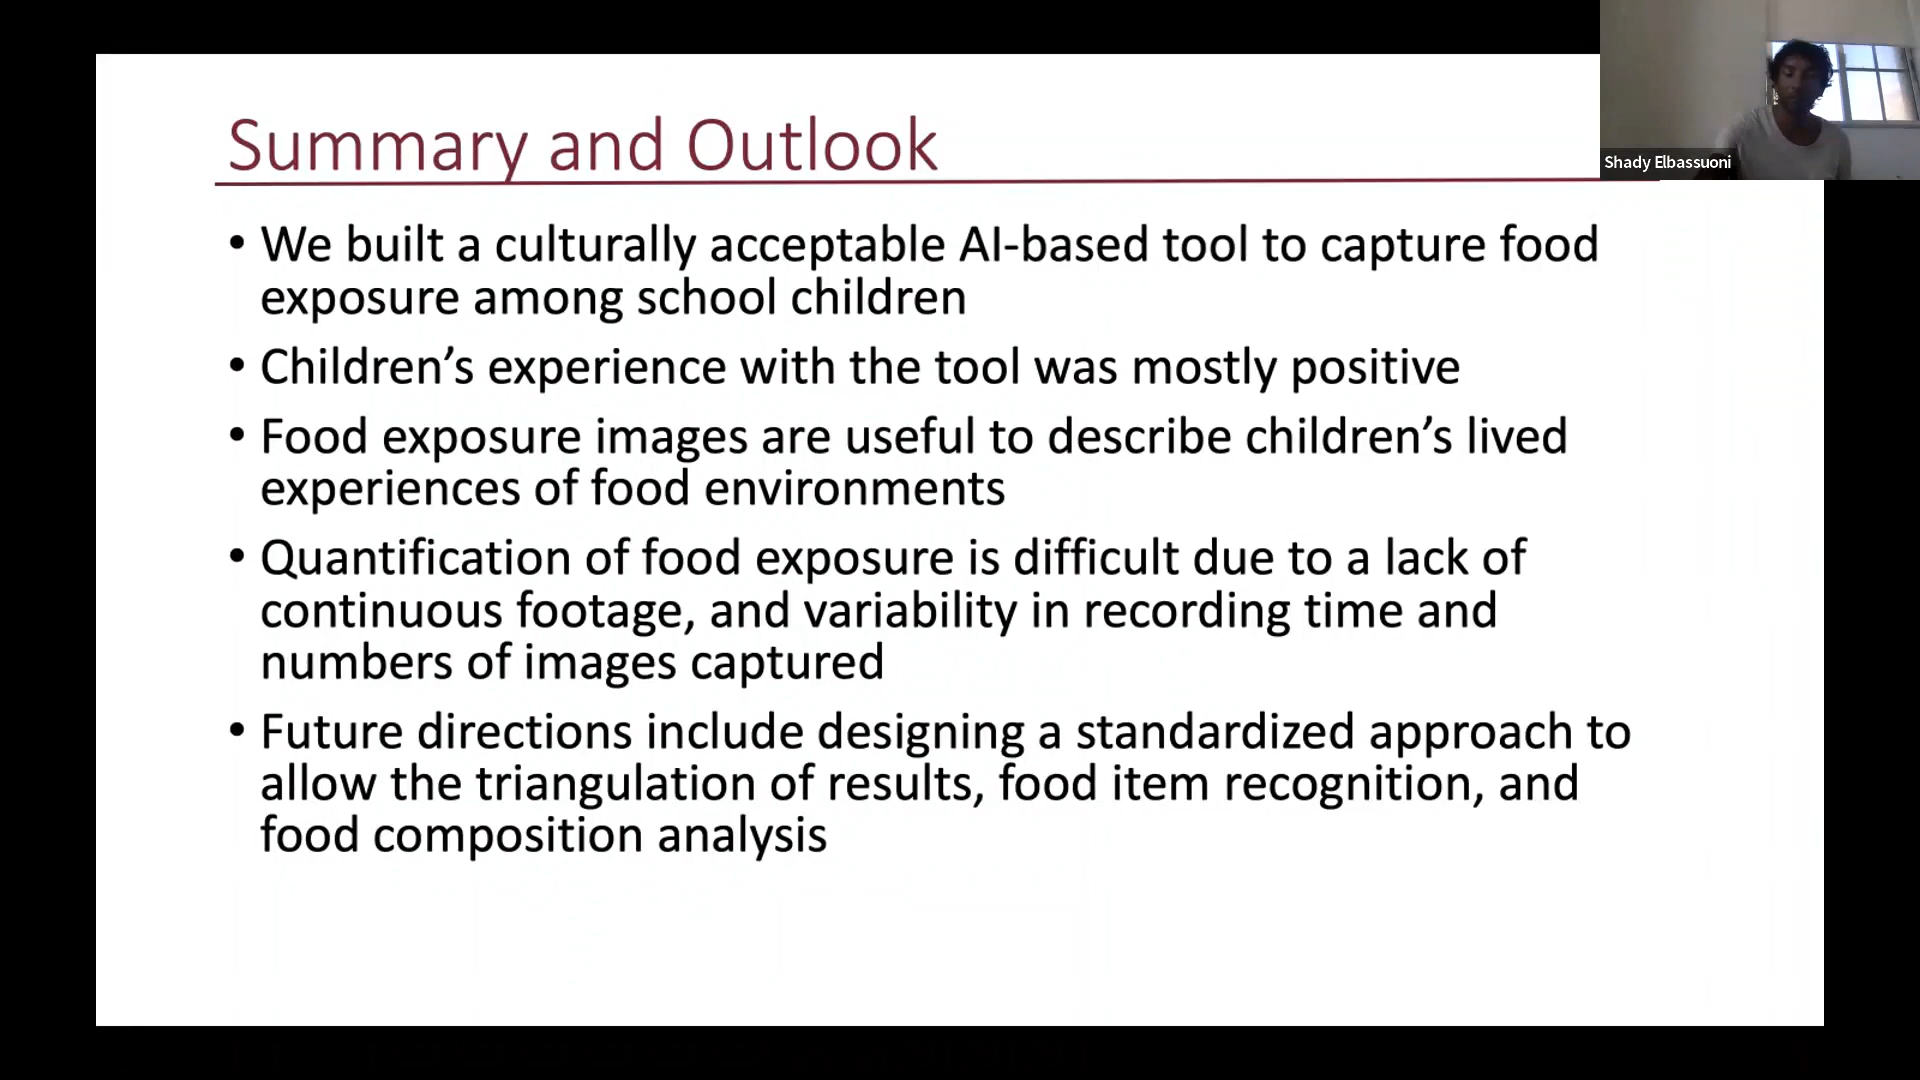 Summary and Outlook
Shady Elbassuoni
• We built a culturally acceptable AI-based tool to capture food
exposure among school children
• Children’s experience with the tool was mostly positive
• Food exposure images are useful to describe children’s lived
experiences of food environments
• Quantification of food exposure is difficult due to a lack of
continuous footage, and variability in recording time and
numbers of images captured
• Future directions include designing a standardized approach to
allow the triangulation of results, food item recognition, and
food composition analysis